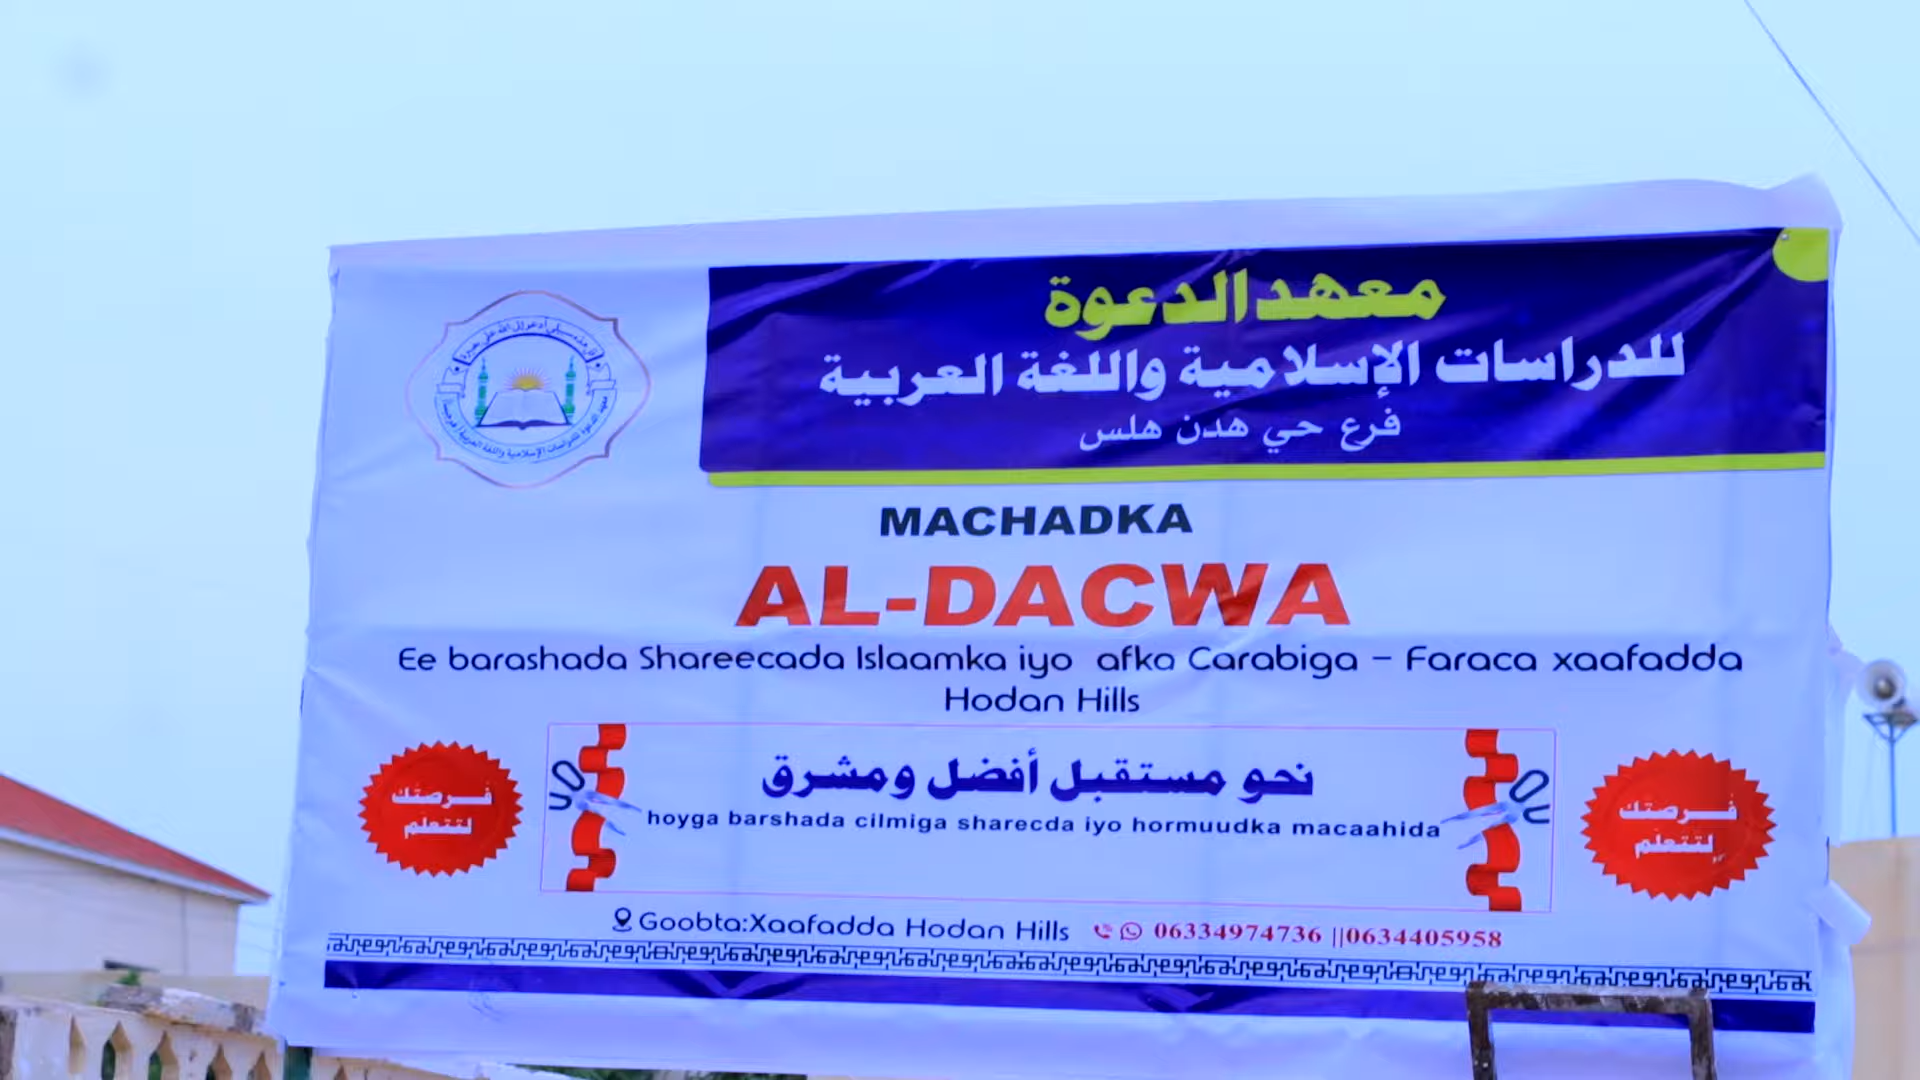 معهد الدعوة
للدراسات الإسلامية واللغة العربية
فرع حي هدن هلس
MACHADKA
AL-DACWA
Ee barashada Shareecada Islaamka iyo afka Carabiga – Faraca xaafadda
Hodan Hills
نحو مستقبل أفضل ومشرق
hoyga barshada cilmiga sharecda iyo hormuudka macaahida
فرصتك
لتتعلم
فرصتك
لتتعلم
Goobta:Xaafadda Hodan Hills 06334974736 ||0634405958